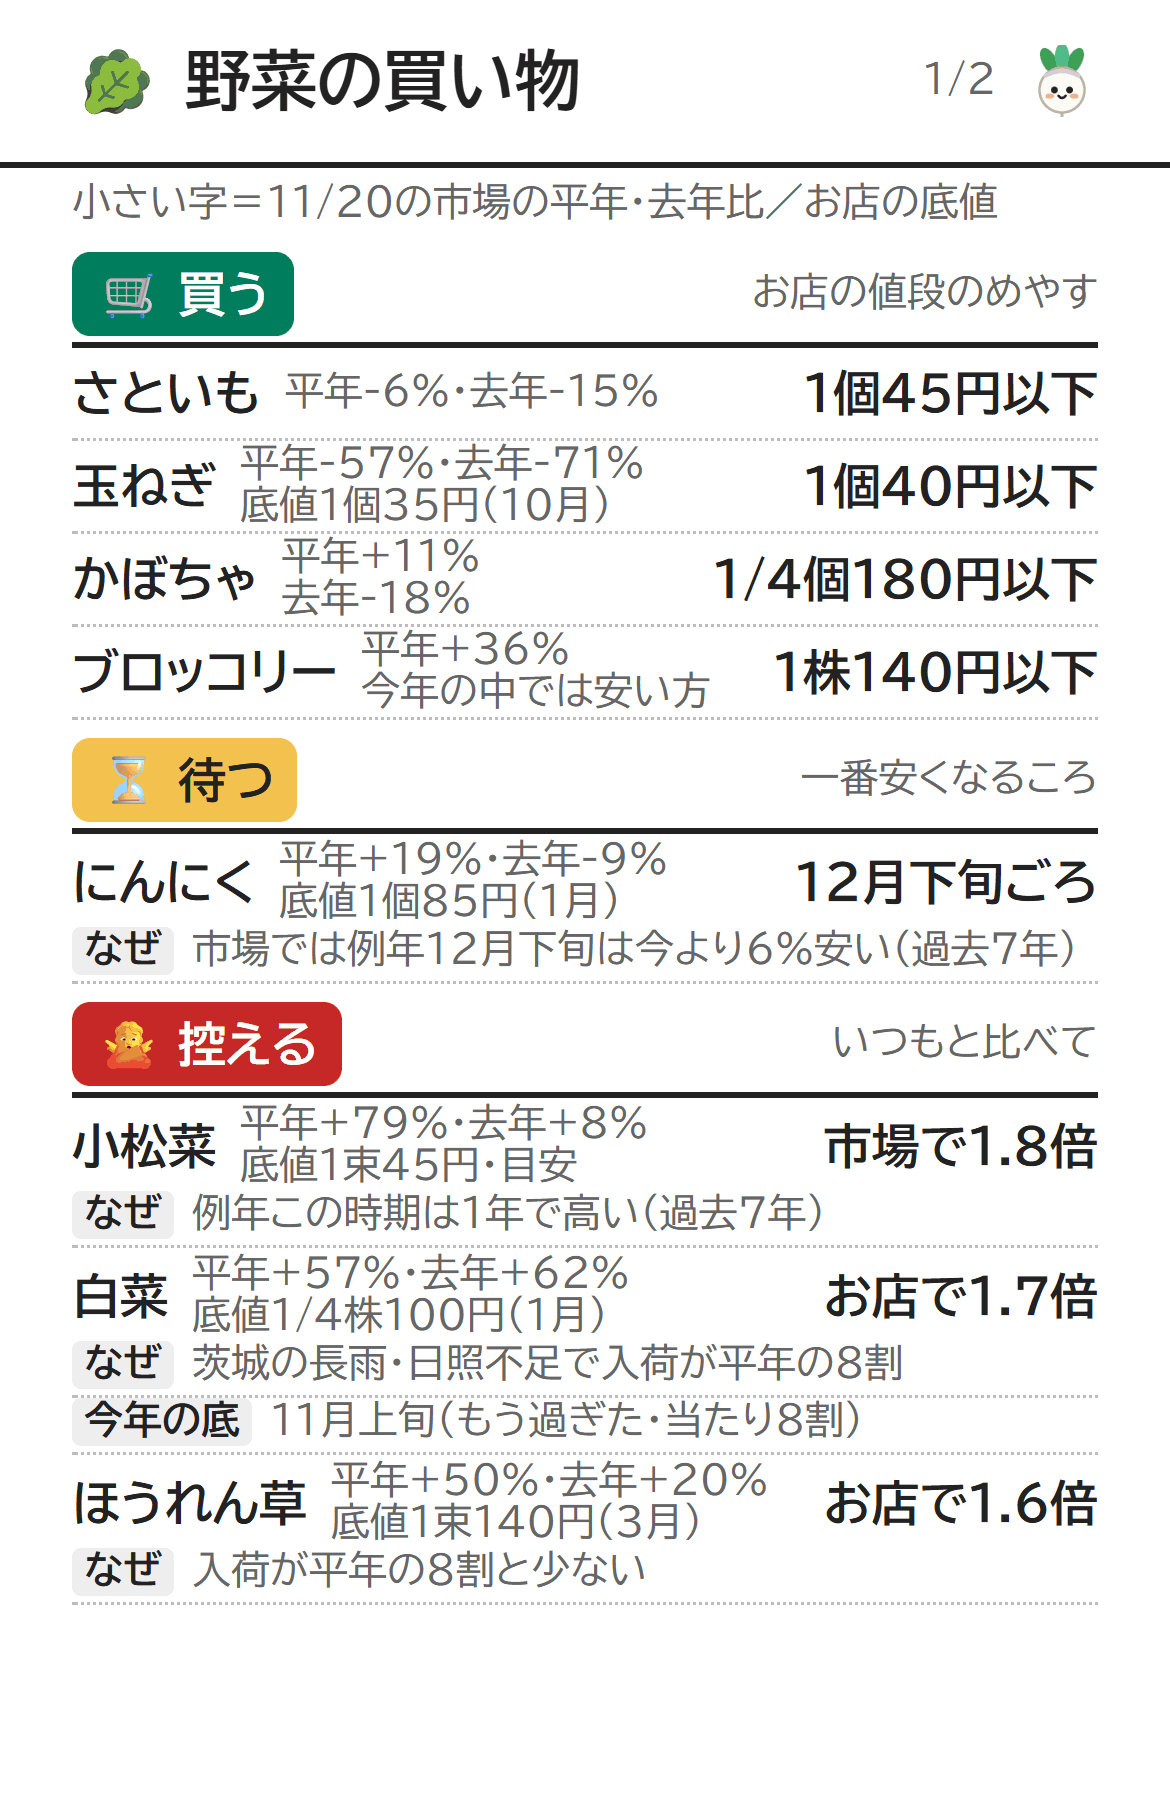 野菜の買い物
1/2
小さい字＝11/20の市場の平年・去年比／お店の底値
買う
お店の値段のめやす
さといも 平年-6%・去年-15% 1個45円以下
玉ねぎ 平年-57%・去年-71% 1個40円以下
底値1個35円(10月)
かぼちゃ 平年+11% 1/4個180円以下
去年-18%
ブロッコリー 平年+36% 1株140円以下
今年の中では安い方
待つ
一番安くなるころ
にんにく 平年+19%・去年-9% 12月下旬ごろ
底値1個85円(1月)
なぜ 市場では例年12月下旬は今より6%安い(過去7年)
控える
いつもと比べて
小松菜 平年+79%・去年+8% 市場で1.8倍
底値1束45円・目安
なぜ 例年この時期は1年で高い(過去7年)
白菜 平年+57%・去年+62% お店で1.7倍
底値1/4株100円(1月)
なぜ 茨城の長雨・日照不足で入荷が平年の8割
今年の底 11月上旬(もう過ぎた・当たり8割)
ほうれん草 平年+50%・去年+20% お店で1.6倍
底値1束140円(3月)
なぜ 入荷が平年の8割と少ない